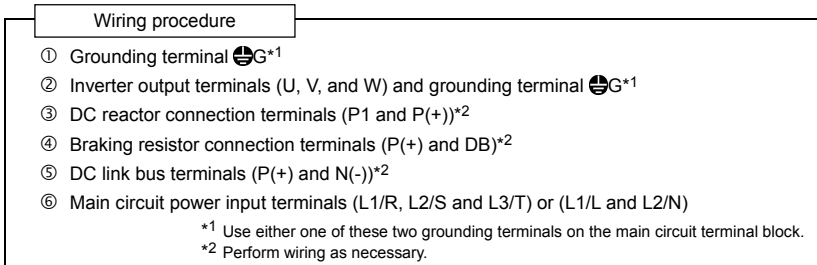 Wiring procedure
① Grounding terminal G*1
② Inverter output terminals (U, V, and W) and grounding terminal G*1
③ DC reactor connection terminals (P1 and P(+))*2
④ Braking resistor connection terminals (P(+) and DB)*2
⑤ DC link bus terminals (P(+) and N(-))*2
⑥ Main circuit power input terminals (L1/R, L2/S and L3/T) or (L1/L and L2/N)
*1 Use either one of these two grounding terminals on the main circuit terminal block.
*2 Perform wiring as necessary.